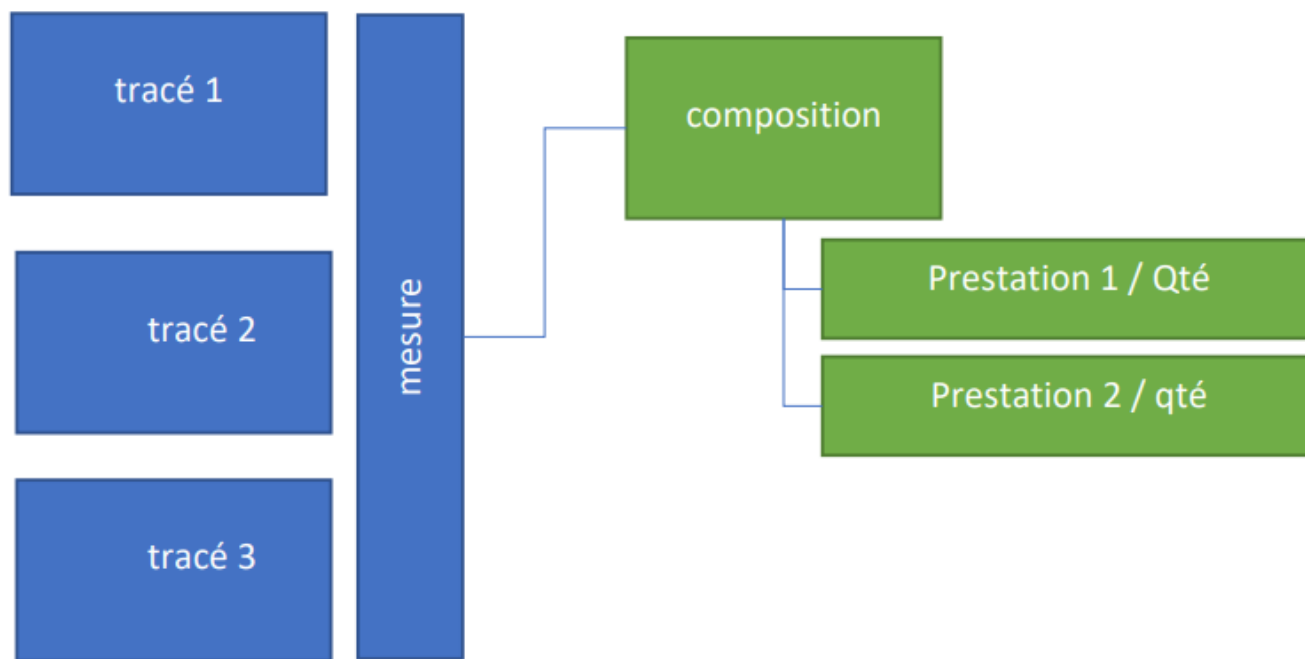 tracé 1
tracé 2
tracé 3
mesure
composition
Prestation 1 / Qté
Prestation 2 / qté